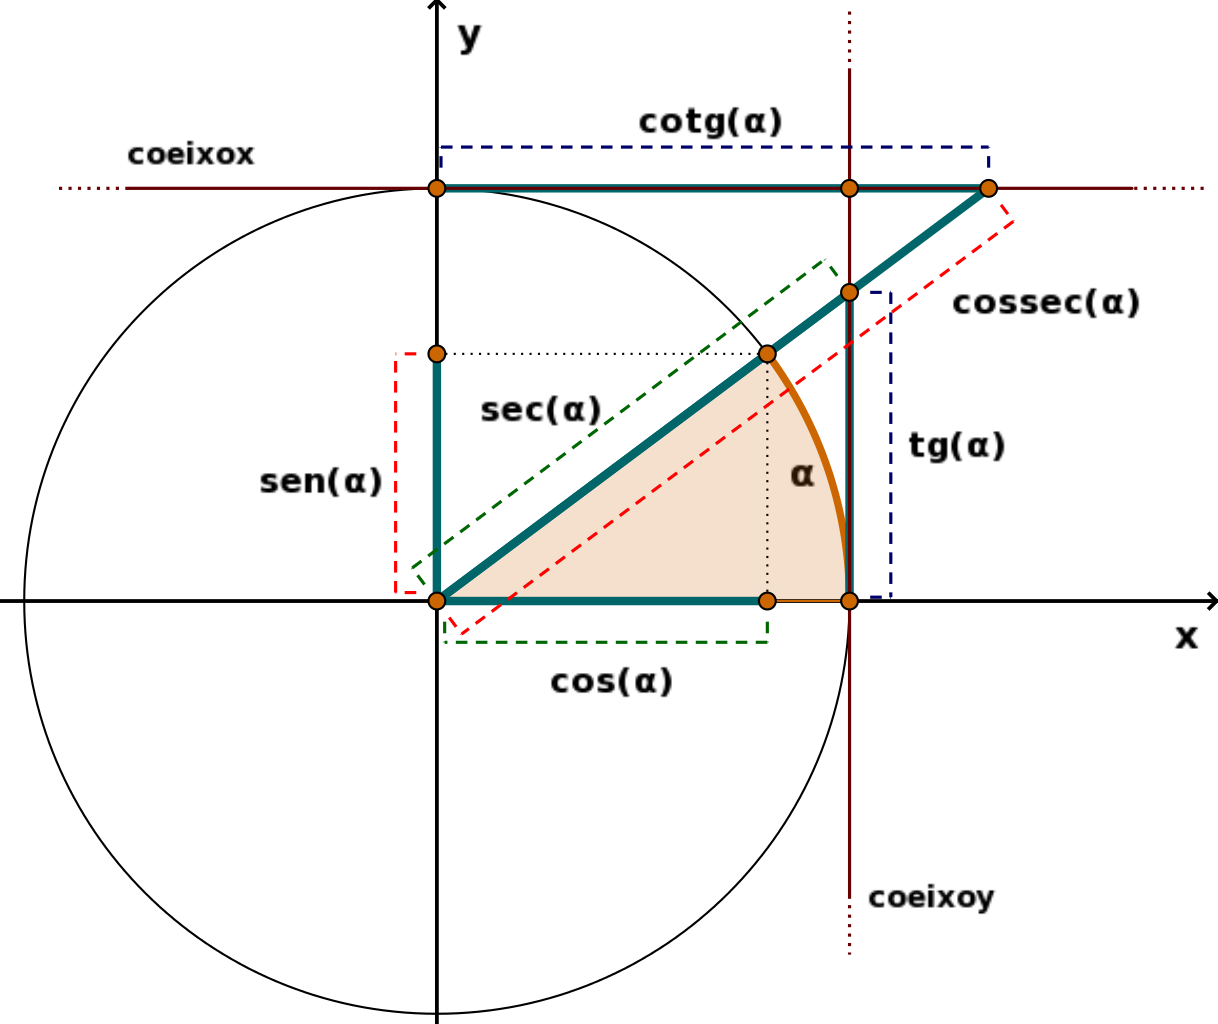 y
cotg(α)
coeixox
cossec(α)
sec(α)
tg(α)
α
sen(α)
x
cos(α)
coeixoy